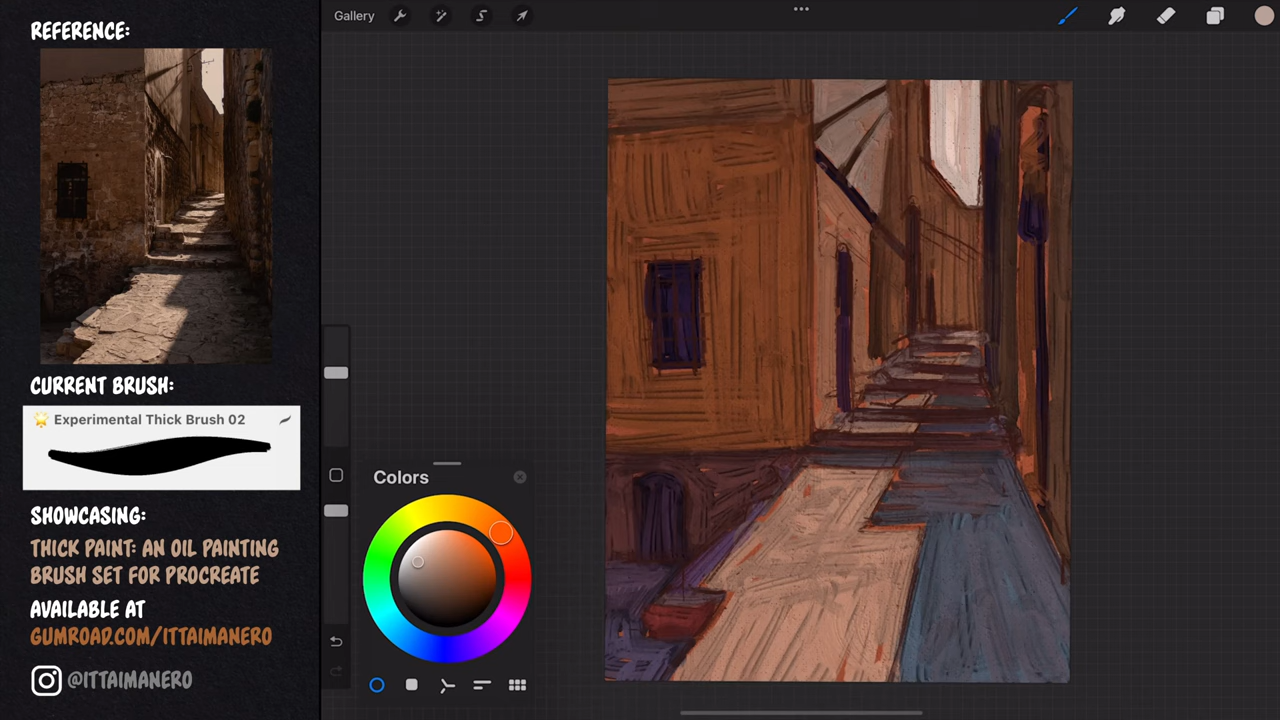 REFERENCE:
CURRENT BRUSH:
Experimental Thick Brush 02
SHOWCASING:
THICK PAINT: AN OIL PAINTING
BRUSH SET FOR PROCREATE
AVAILABLE AT
GUMROAD.COM/ITTAIMANERO
@ITTAIMANERO
Gallery
Colors